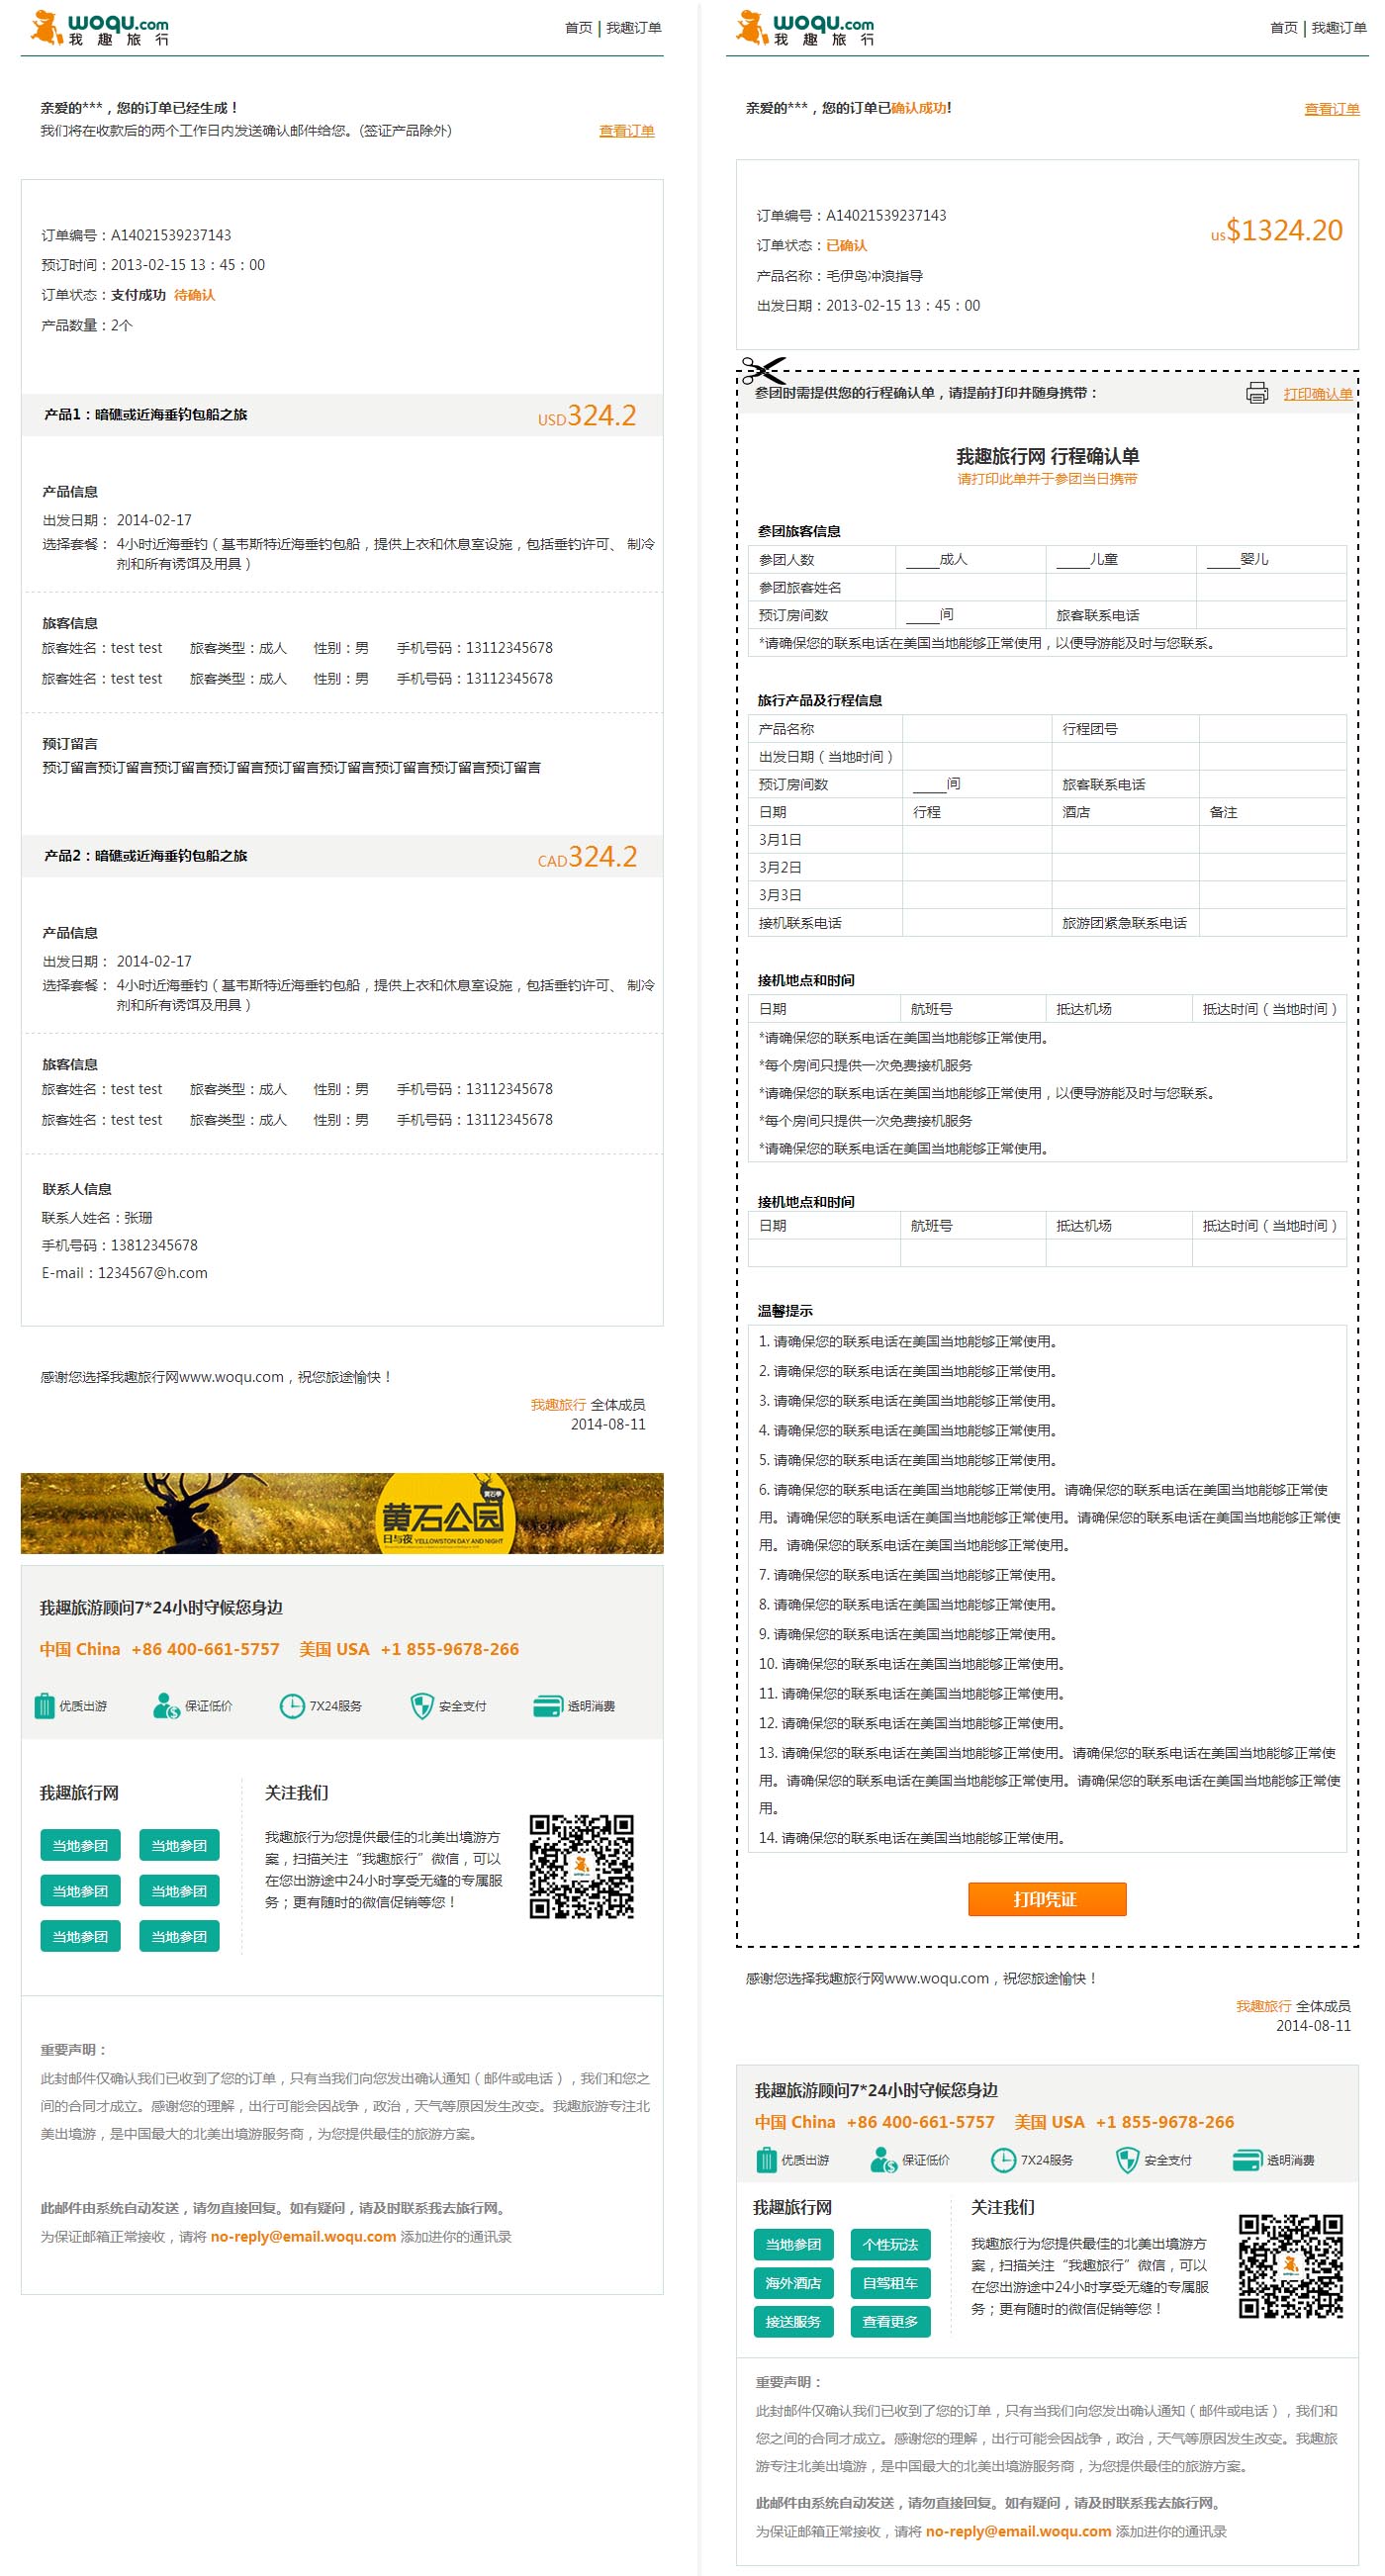 woqu.com
我趣旅行
首页 | 我趣订单
亲爱的***，您的订单已经生成！
我们将在收款后的两个工作日内发送确认邮件给您。(签证产品除外)
查看订单
订单编号：A14021539237143
预订时间：2013-02-15 13：45：00
订单状态：支付成功 待确认
产品数量：2个
产品1：暗礁或近海垂钓包船之旅
USD324.2
产品信息
出发日期： 2014-02-17
选择套餐： 4小时近海垂钓（基韦斯特近海垂钓包船，提供上衣和休息室设施，包括垂钓许可、 制冷
剂和所有诱饵及用具）
旅客信息
旅客姓名：test test 旅客类型：成人 性别：男 手机号码：13112345678
旅客姓名：test test 旅客类型：成人 性别：男 手机号码：13112345678
预订留言
预订留言预订留言预订留言预订留言预订留言预订留言预订留言预订留言预订留言
产品2：暗礁或近海垂钓包船之旅
CAD324.2
产品信息
出发日期： 2014-02-17
选择套餐： 4小时近海垂钓（基韦斯特近海垂钓包船，提供上衣和休息室设施，包括垂钓许可、 制冷
剂和所有诱饵及用具）
旅客信息
旅客姓名：test test 旅客类型：成人 性别：男 手机号码：13112345678
旅客姓名：test test 旅客类型：成人 性别：男 手机号码：13112345678
联系人信息
联系人姓名：张珊
手机号码：13812345678
E-mail：1234567@h.com
感谢您选择我趣旅行网www.woqu.com，祝您旅途愉快！
我趣旅行 全体成员
2014-08-11
黄石季
黄石公园
日与夜 YELLOWSTON DAY AND NIGHT
我趣旅游顾问7*24小时守候您身边
中国 China +86 400-661-5757 美国 USA +1 855-9678-266
优质出游 保证低价 7X24服务 安全支付 透明消费
我趣旅行网
当地参团 当地参团
当地参团 当地参团
当地参团 当地参团
关注我们
我趣旅行为您提供最佳的北美出境游方
案，扫描关注“我趣旅行”微信，可以
在您出游途中24小时享受无缝的专属服
务；更有随时的微信促销等您！
重要声明：
此封邮件仅确认我们已收到了您的订单，只有当我们向您发出确认通知（邮件或电话），我们和您之
间的合同才成立。感谢您的理解，出行可能会因战争，政治，天气等原因发生改变。我趣旅游专注北
美出境游，是中国最大的北美出境游服务商，为您提供最佳的旅游方案。
此邮件由系统自动发送，请勿直接回复。如有疑问，请及时联系我去旅行网。
为保证邮箱正常接收，请将 no-reply@email.woqu.com 添加进你的通讯录
woqu.com
我趣旅行
首页 | 我趣订单
亲爱的***，您的订单已确认成功!
查看订单
订单编号：A14021539237143
订单状态：已确认
产品名称：毛伊岛冲浪指导
出发日期：2013-02-15 13：45：00
us$1324.20
参团时需提供您的行程确认单，请提前打印井随身携带：
打印确认单
我趣旅行网 行程确认单
请打印此单并于参团当日携带
参团旅客信息
参团人数 ____成人 ____儿童 ____婴儿
参团旅客姓名
预订房间数 ____间 旅客联系电话
*请确保您的联系电话在美国当地能够正常使用，以便导游能及时与您联系。
旅行产品及行程信息
产品名称 行程团号
出发日期（当地时间）
预订房间数 ____间 旅客联系电话
日期 行程 酒店 备注
3月1日
3月2日
3月3日
接机联系电话 旅游团紧急联系电话
接机地点和时间
日期 航班号 抵达机场 抵达时间（当地时间）
*请确保您的联系电话在美国当地能够正常使用。
*每个房间只提供一次免费接机服务
*请确保您的联系电话在美国当地能够正常使用，以便导游能及时与您联系。
*每个房间只提供一次免费接机服务
*请确保您的联系电话在美国当地能够正常使用。
接机地点和时间
日期 航班号 抵达机场 抵达时间（当地时间）
温馨提示
1. 请确保您的联系电话在美国当地能够正常使用。
2. 请确保您的联系电话在美国当地能够正常使用。
3. 请确保您的联系电话在美国当地能够正常使用。
4. 请确保您的联系电话在美国当地能够正常使用。
5. 请确保您的联系电话在美国当地能够正常使用。
6. 请确保您的联系电话在美国当地能够正常使用。请确保您的联系电话在美国当地能够正常使
用。请确保您的联系电话在美国当地能够正常使用。请确保您的联系电话在美国当地能够正常使
用。请确保您的联系电话在美国当地能够正常使用。
7. 请确保您的联系电话在美国当地能够正常使用。
8. 请确保您的联系电话在美国当地能够正常使用。
9. 请确保您的联系电话在美国当地能够正常使用。
10. 请确保您的联系电话在美国当地能够正常使用。
11. 请确保您的联系电话在美国当地能够正常使用。
12. 请确保您的联系电话在美国当地能够正常使用。
13. 请确保您的联系电话在美国当地能够正常使用。请确保您的联系电话在美国当地能够正常使
用。请确保您的联系电话在美国当地能够正常使用。请确保您的联系电话在美国当地能够正常使
用。
14. 请确保您的联系电话在美国当地能够正常使用。
打印凭证
感谢您选择我趣旅行网www.woqu.com，祝您旅途愉快！
我趣旅行 全体成员
2014-08-11
我趣旅游顾问7*24小时守候您身边
中国 China +86 400-661-5757 美国 USA +1 855-9678-266
优质出游 保证低价 7X24服务 安全支付 透明消费
我趣旅行网
当地参团 个性玩法
海外酒店 自驾租车
接送服务 查看更多
关注我们
我趣旅行为您提供最佳的北美出境游方
案，扫描关注“我趣旅行”微信，可以
在您出游途中24小时享受无缝的专属服
务；更有随时的微信促销等您！
重要声明：
此封邮件仅确认我们已收到了您的订单，只有当我们向您发出确认通知（邮件或电话），我们和
您之间的合同才成立。感谢您的理解，出行可能会因战争，政治，天气等原因发生改变。我趣旅
游专注北美出境游，是中国最大的北美出境游服务商，为您提供最佳的旅游方案。
此邮件由系统自动发送，请勿直接回复。如有疑问，请及时联系我去旅行网。
为保证邮箱正常接收，请将 no-reply@email.woqu.com 添加进你的通讯录